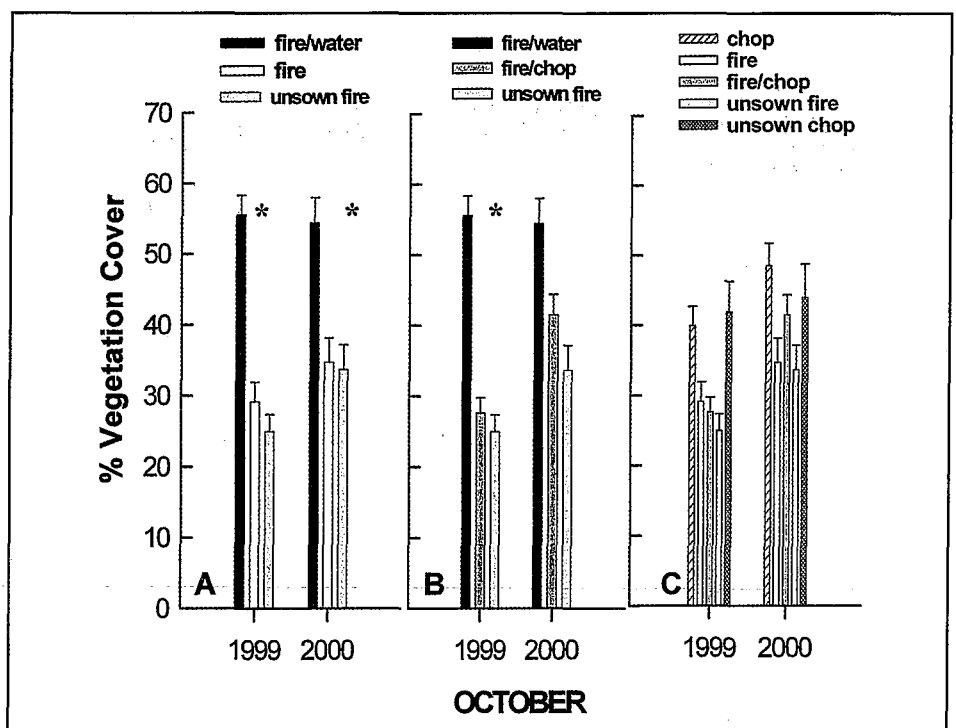 fire/water
fire
unsown fire
fire/water
fire/chop
unsown fire
chop
fire
fire/chop
unsown fire
unsown chop
% Vegetation Cover
70
60
50
40
30
20
10
0
*
*
*
A
B
C
1999 2000
1999 2000
1999 2000
OCTOBER